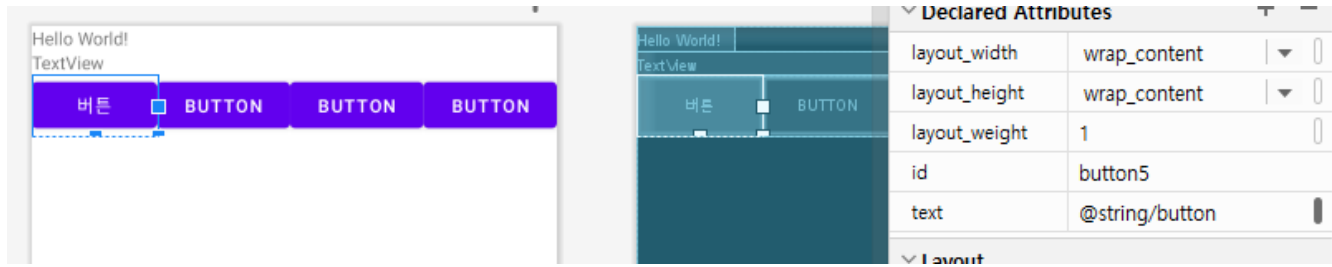 Hello World!
TextView
버튼 BUTTON BUTTON BUTTON
Hello World!
TextView
버튼 BUTTON
Declared Attributes
layout_width wrap_content
layout_height wrap_content
layout_weight 1
id button5
text @string/button
Layout